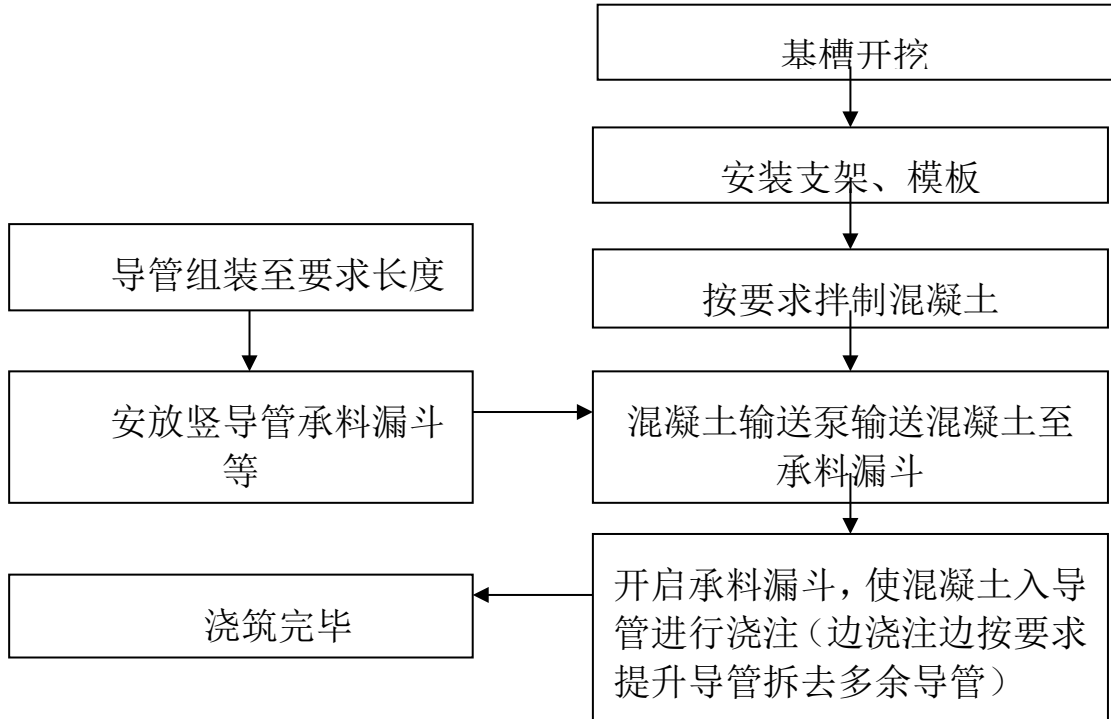 基槽开挖
安装支架、模板
导管组装至要求长度
按要求拌制混凝土
安放竖导管承料漏斗
等
混凝土输送泵输送混凝土至
承料漏斗
开启承料漏斗，使混凝土入导
管进行浇注（边浇注边按要求
提升导管拆去多余导管）
浇筑完毕